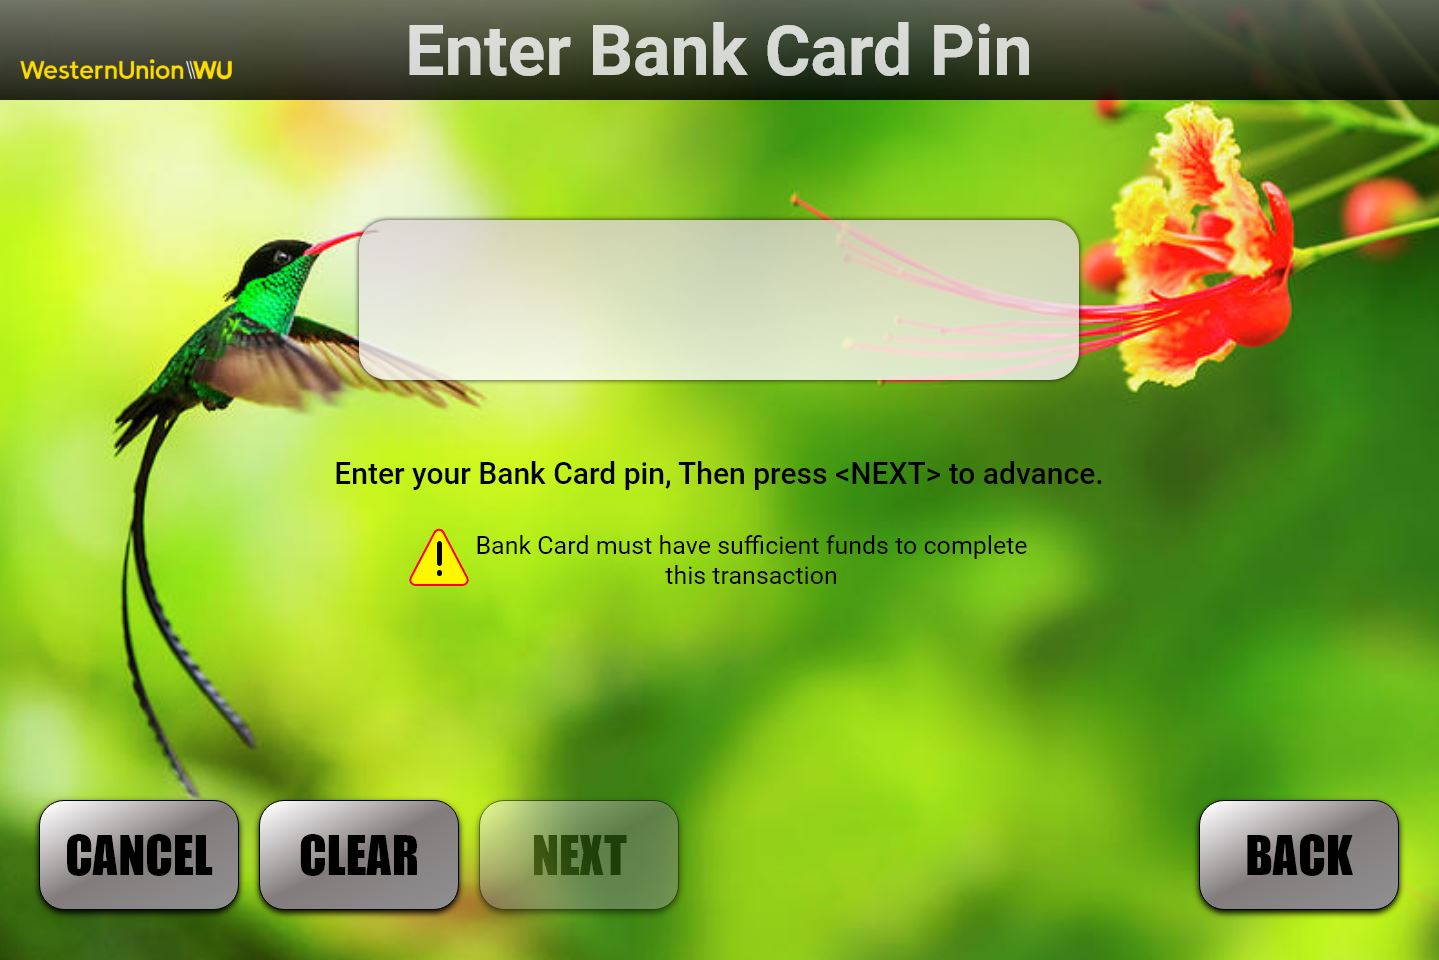 Enter Bank Card Pin
WesternUnion\\WU
Enter your Bank Card pin, Then press <NEXT> to advance.
Bank Card must have sufficient funds to complete
this transaction
CANCEL
CLEAR
NEXT
BACK